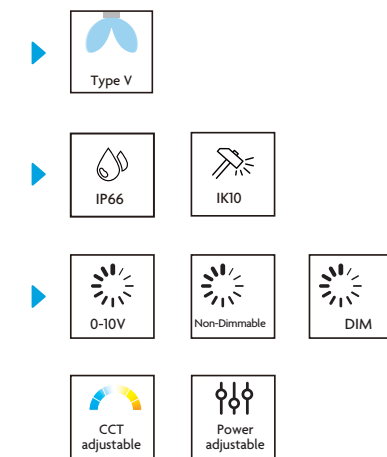 Type V
IP66
IK10
0-10V
Non-Dimmable
DIM
CCT
adjustable
Power
adjustable